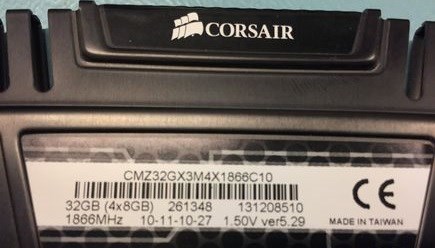 CORSAIR
CMZ32GX3M4X1866C10
32GB (4x8GB) 261348 131208510
1866MHz 10-11-10-27 1.50V ver5.29
CE
MADE IN TAIWAN